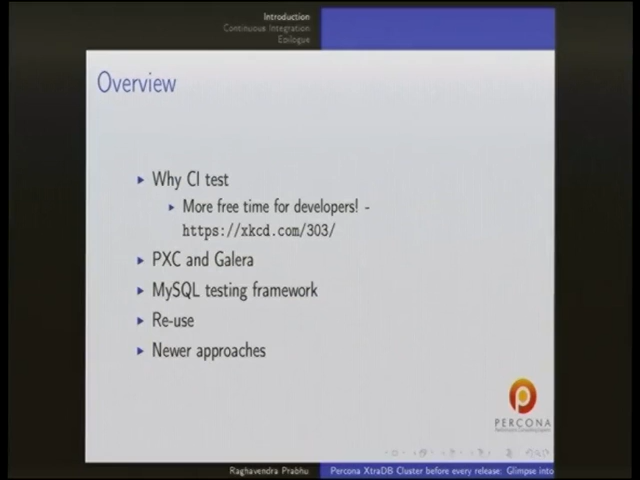 Introduction
Continuous Integration
Epilogue
Overview
Why CI test
More free time for developers! -
https://xkcd.com/303/
PXC and Galera
MySQL testing framework
Re-use
Newer approaches
PERCONA
Raghavendra Prabhu
Percona XtraDB Cluster before every release: Glimpse into